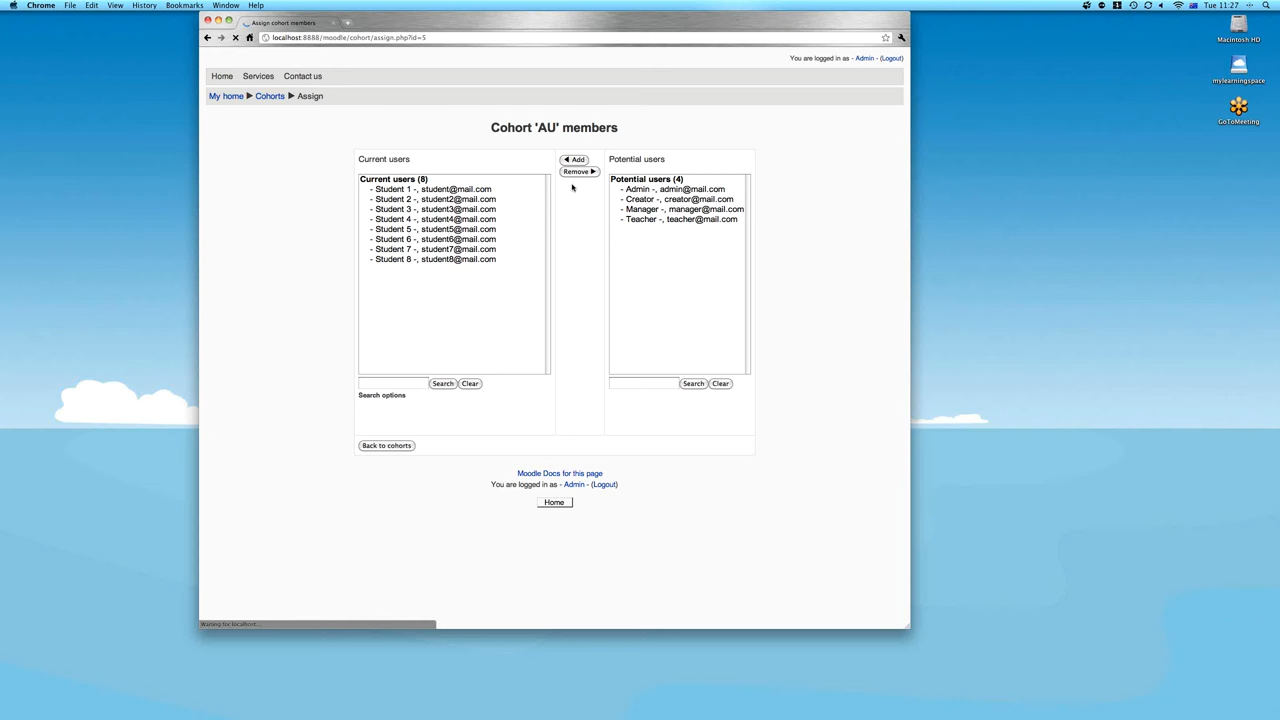 Chrome File Edit View History Bookmarks Window Help Tue 11:27
Assign cohort members
localhost:8888/moodle/cohort/assign.php?id=5
Macintosh HD
mylearningspace
GoToMeeting
You are logged in as - Admin - (Logout)
Home Services Contact us
My home ► Cohorts ► Assign
Cohort 'AU' members
Current users
◄ Add
Remove ►
Potential users
Current users (8)
- Student 1 -, student@mail.com
- Student 2 -, student2@mail.com
- Student 3 -, student3@mail.com
- Student 4 -, student4@mail.com
- Student 5 -, student5@mail.com
- Student 6 -, student6@mail.com
- Student 7 -, student7@mail.com
- Student 8 -, student8@mail.com
Potential users (4)
- Admin -, admin@mail.com
- Creator -, creator@mail.com
- Manager -, manager@mail.com
- Teacher -, teacher@mail.com
Search Clear
Search Clear
Search options
Back to cohorts
Moodle Docs for this page
You are logged in as - Admin - (Logout)
Home
Waiting for localhost...